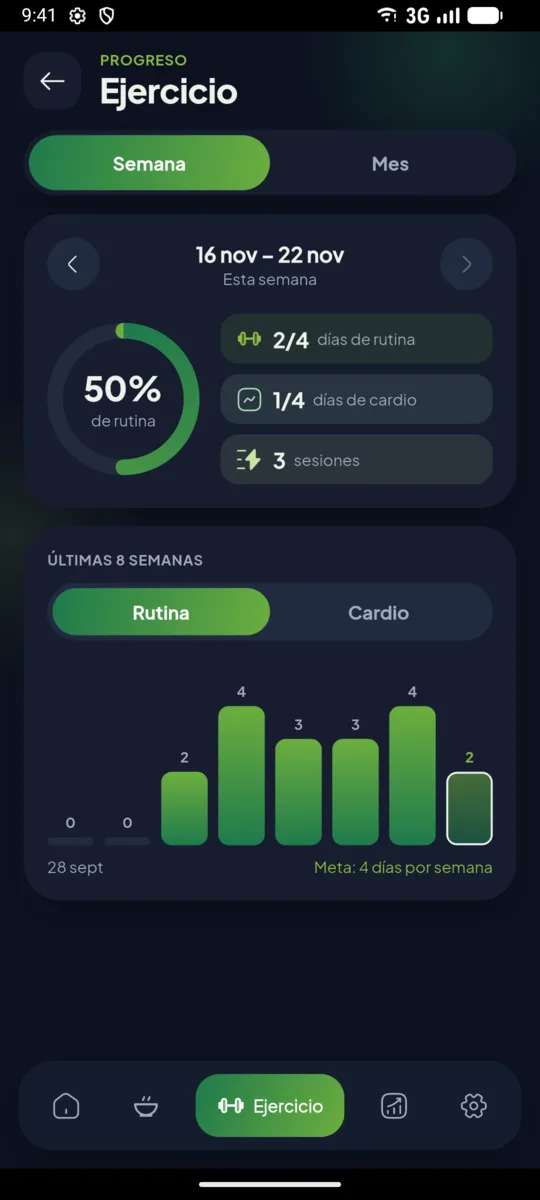 9:41 3G
PROGRESO
Ejercicio
Semana Mes
16 nov – 22 nov
Esta semana
50%
de rutina
2/4 días de rutina
1/4 días de cardio
3 sesiones
ÚLTIMAS 8 SEMANAS
Rutina Cardio
0 0 2 4 3 3 4 2
28 sept Meta: 4 días por semana
Ejercicio